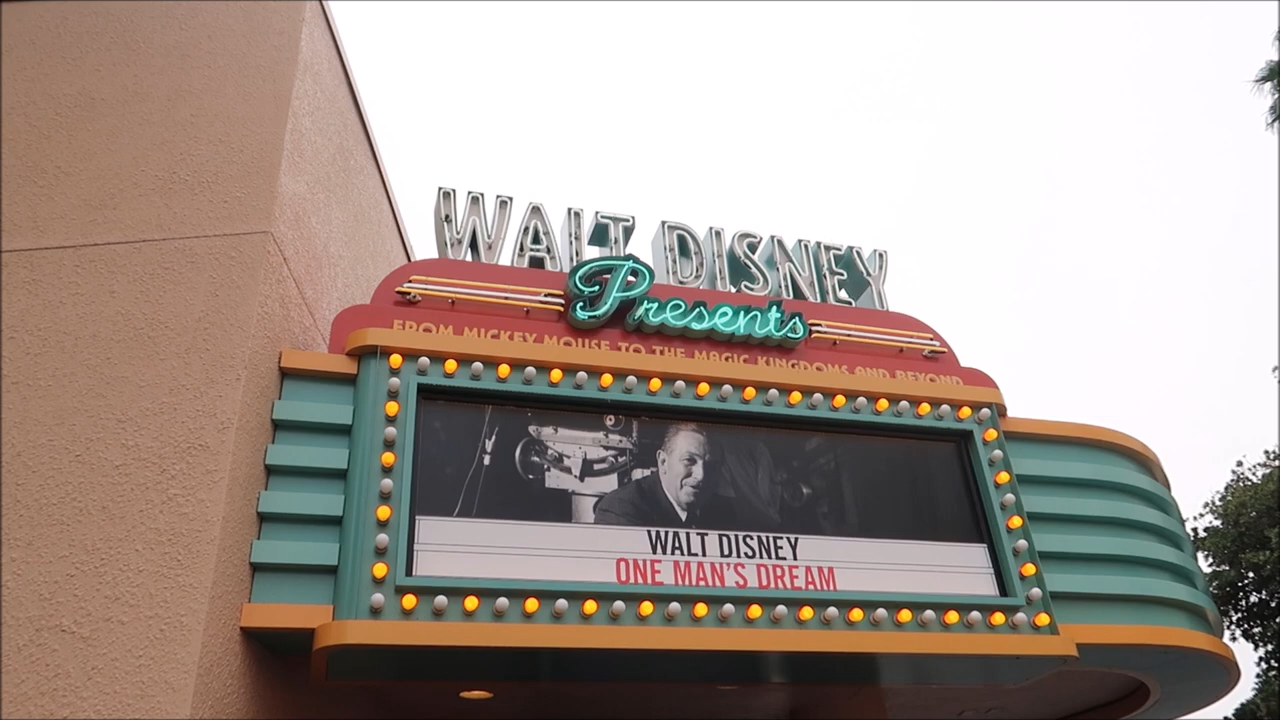 WALT DISNEY
Presents
FROM MICKEY MOUSE TO THE MAGIC KINGDOMS AND BEYOND
WALT DISNEY
ONE MAN'S DREAM